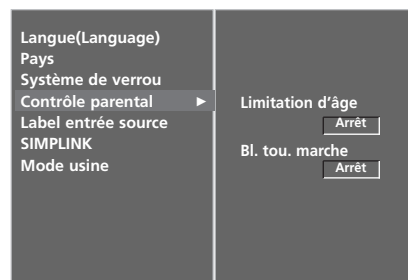 Langue(Language)
Pays
Système de verrou
Contrôle parental ►
Label entrée source
SIMPLINK
Mode usine
Limitation d’âge
Arrêt
Bl. tou. marche
Arrêt